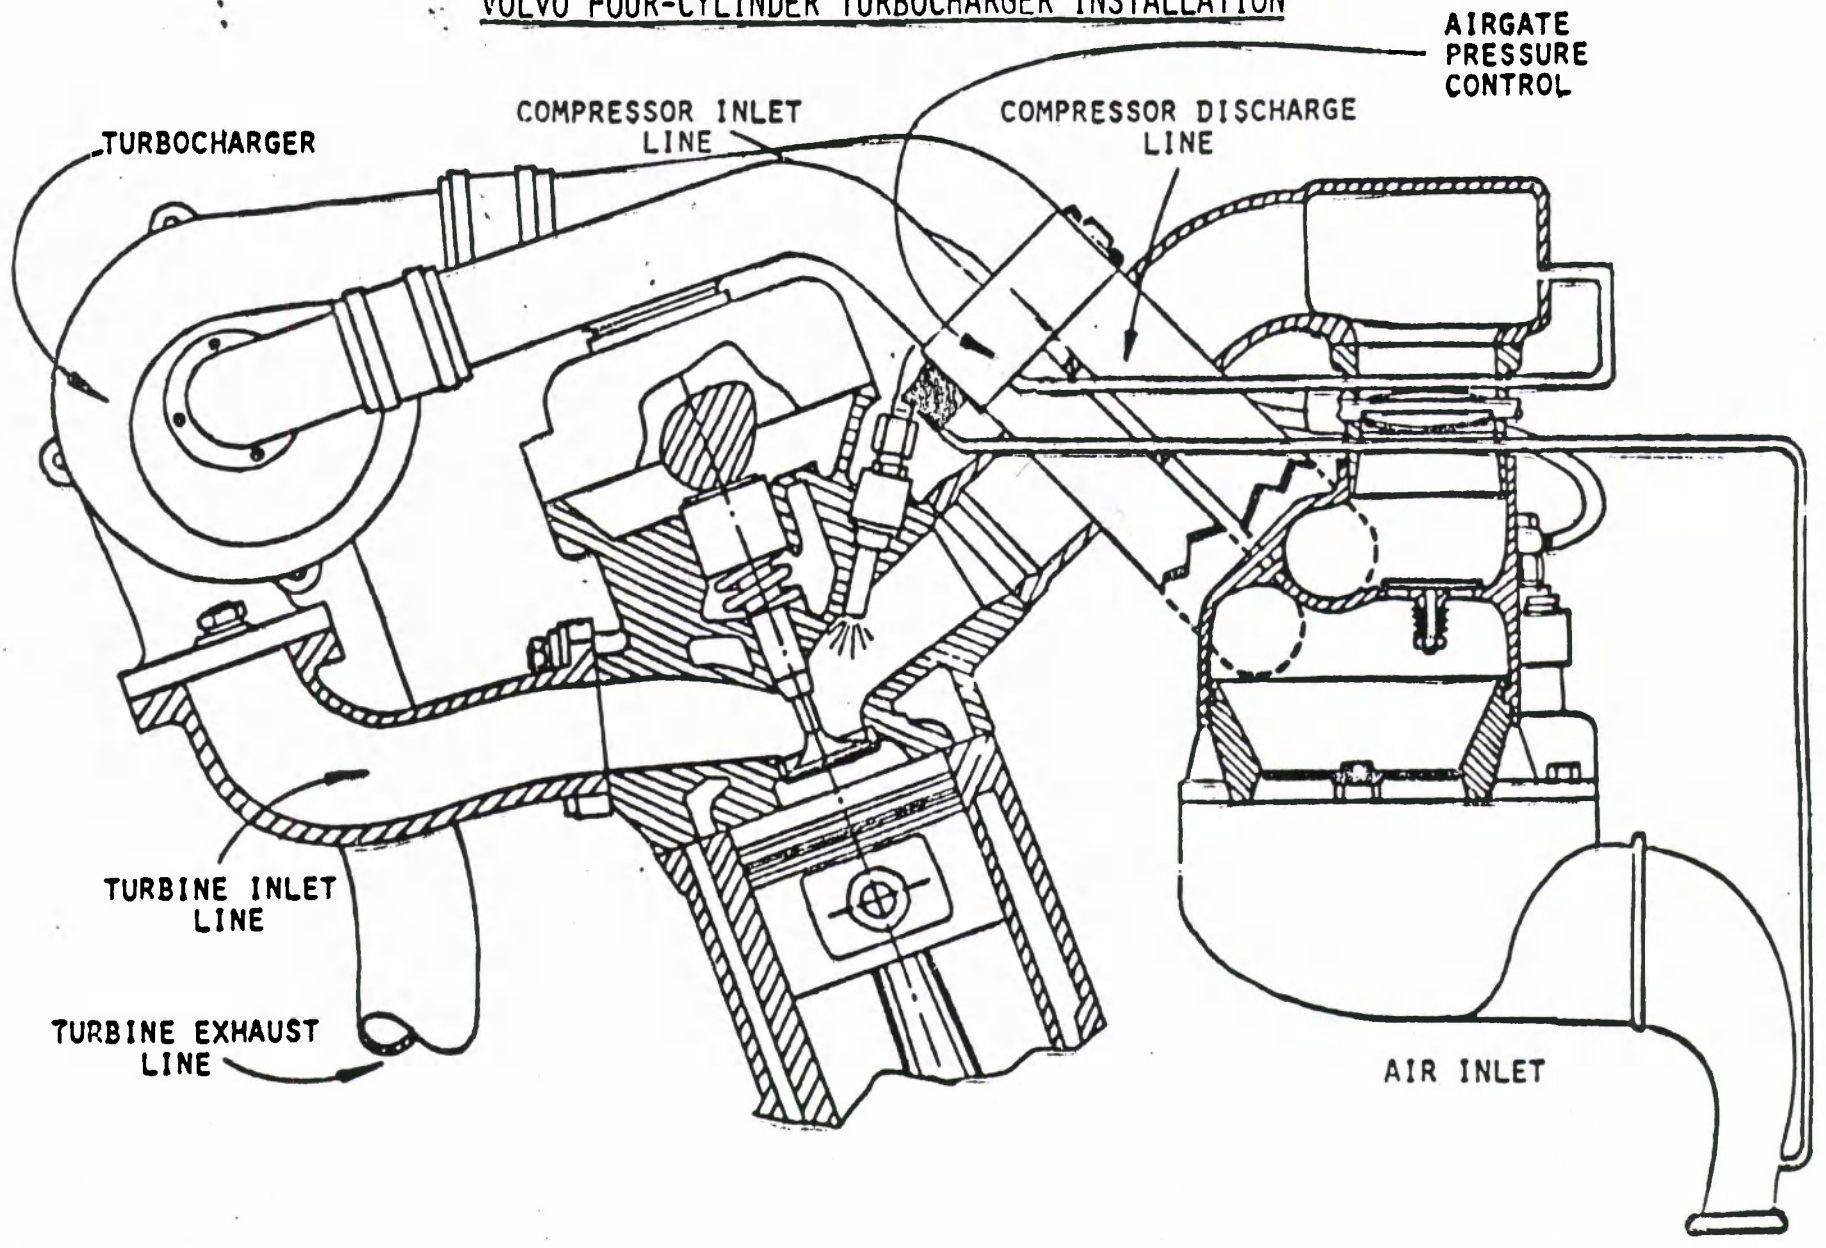 VOLVO FOUR-CYLINDER TURBOCHARGER INSTALLATION
AIRGATE
PRESSURE
CONTROL
COMPRESSOR INLET
LINE
COMPRESSOR DISCHARGE
LINE
TURBOCHARGER
TURBINE INLET
LINE
TURBINE EXHAUST
LINE
AIR INLET